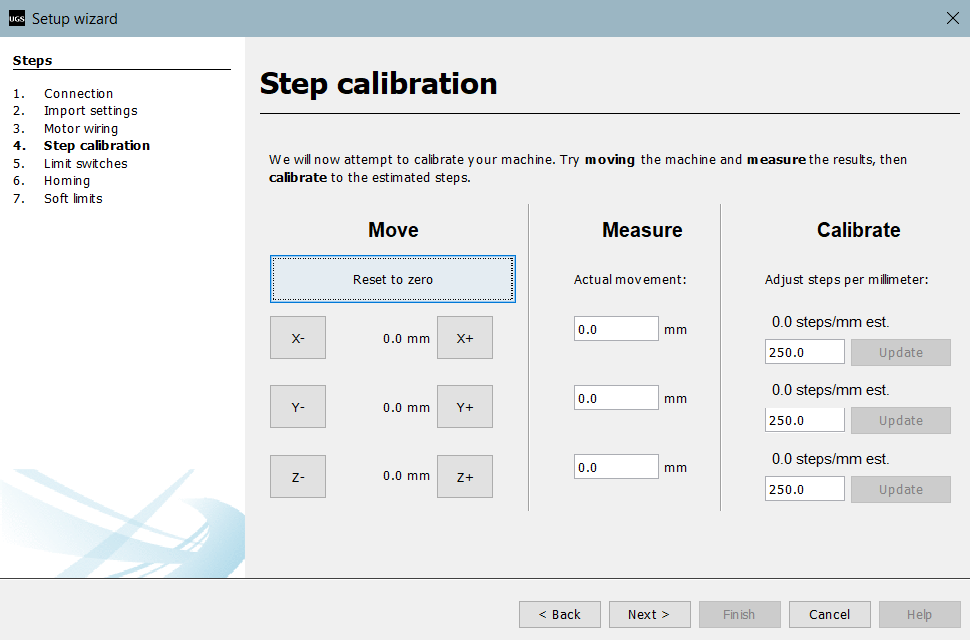 UGS Setup wizard
Steps
1. Connection
2. Import settings
3. Motor wiring
4. Step calibration
5. Limit switches
6. Homing
7. Soft limits
Step calibration
We will now attempt to calibrate your machine. Try moving the machine and measure the results, then
calibrate to the estimated steps.
Move
Reset to zero
X- 0.0 mm X+
Y- 0.0 mm Y+
Z- 0.0 mm Z+
Measure
Actual movement:
0.0 mm
0.0 mm
0.0 mm
Calibrate
Adjust steps per millimeter:
0.0 steps/mm est.
250.0 Update
0.0 steps/mm est.
250.0 Update
0.0 steps/mm est.
250.0 Update
< Back Next > Finish Cancel Help